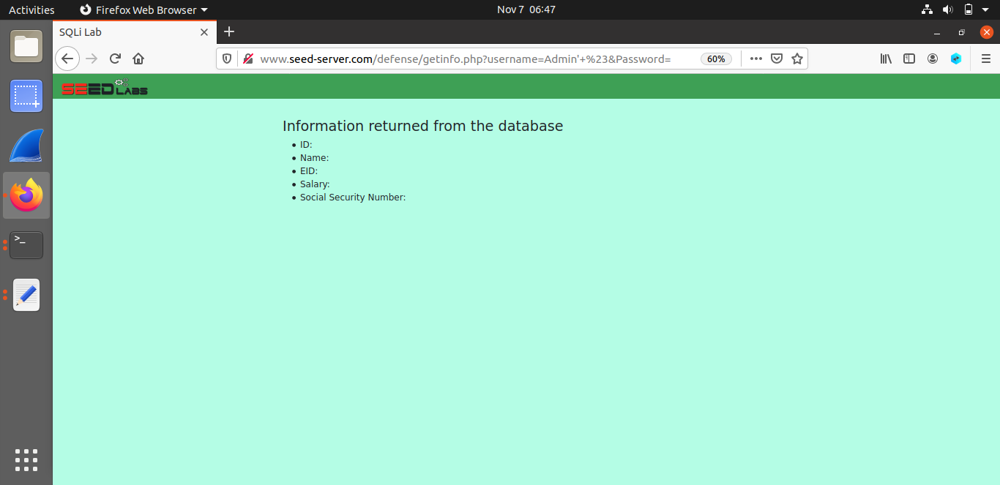 Activities Firefox Web Browser Nov 7 06:47
SQLi Lab
www.seed-server.com/defense/getinfo.php?username=Admin'+%23&Password= 60%
SEED LABS
Information returned from the database
• ID:
• Name:
• EID:
• Salary:
• Social Security Number:
>_